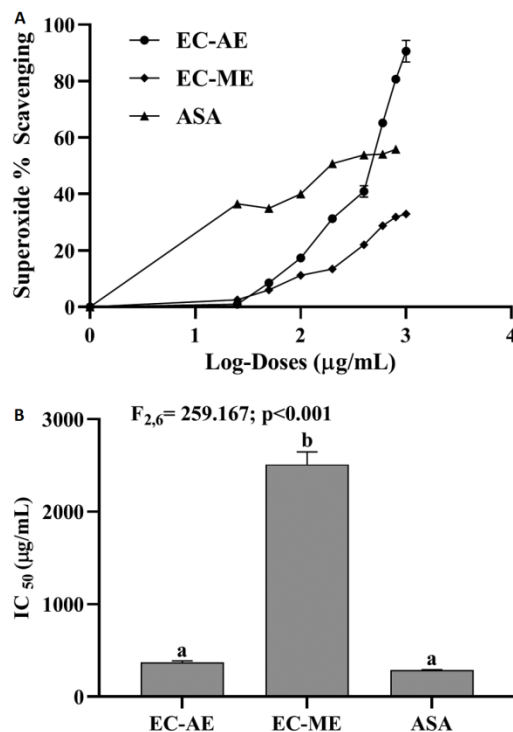 A
Superoxide % Scavenging
100
80
60
40
20
0
EC-AE
EC-ME
ASA
0
1
2
3
4
Log-Doses (μg/mL)
B
F2,6= 259.167; p<0.001
IC 50 (μg/mL)
3000
2000
1000
0
a
b
a
EC-AE
EC-ME
ASA